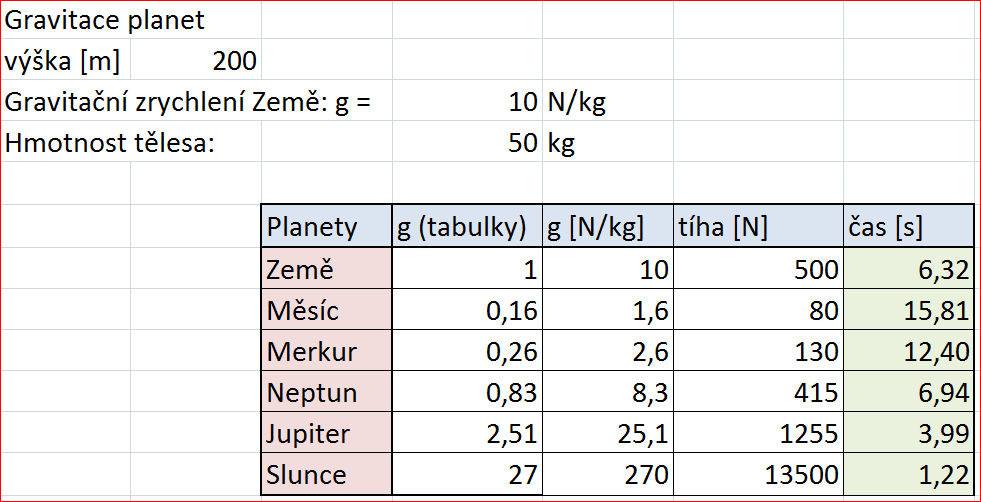 Gravitace planet
výška [m] 200
Gravitační zrychlení Země: g = 10 N/kg
Hmotnost tělesa: 50 kg
Planety g (tabulky) g [N/kg] tíha [N] čas [s]
Země 1 10 500 6,32
Měsíc 0,16 1,6 80 15,81
Merkur 0,26 2,6 130 12,40
Neptun 0,83 8,3 415 6,94
Jupiter 2,51 25,1 1255 3,99
Slunce 27 270 13500 1,22